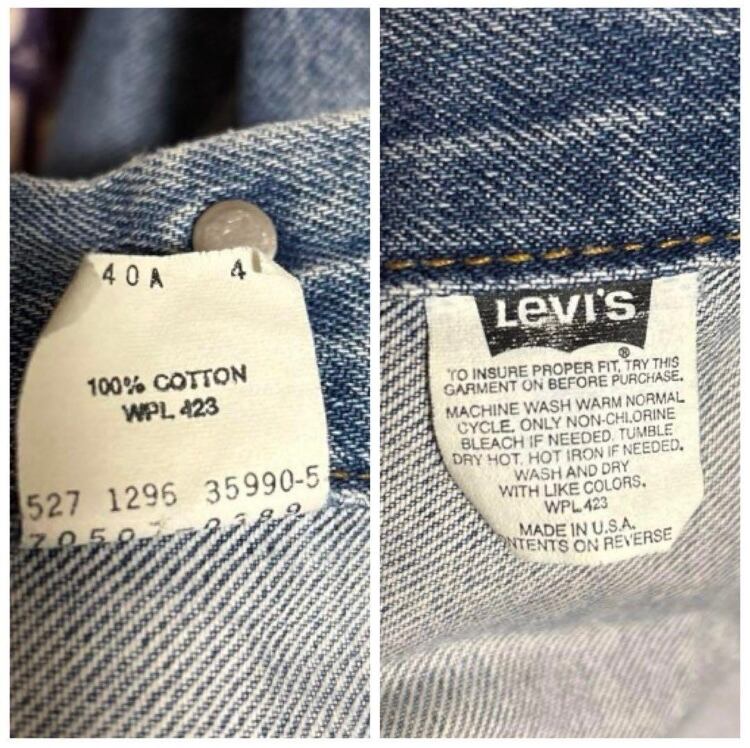 40A 4
100% COTTON
WPL 423
527 1296 35990-5
Levi's
®
TO INSURE PROPER FIT, TRY THIS
GARMENT ON BEFORE PURCHASE.
MACHINE WASH WARM NORMAL
CYCLE. ONLY NON-CHLORINE
BLEACH IF NEEDED. TUMBLE
DRY HOT. HOT IRON IF NEEDED.
WASH AND DRY
WITH LIKE COLORS.
WPL 423
MADE IN U.S.A.
NTENTS ON REVERSE